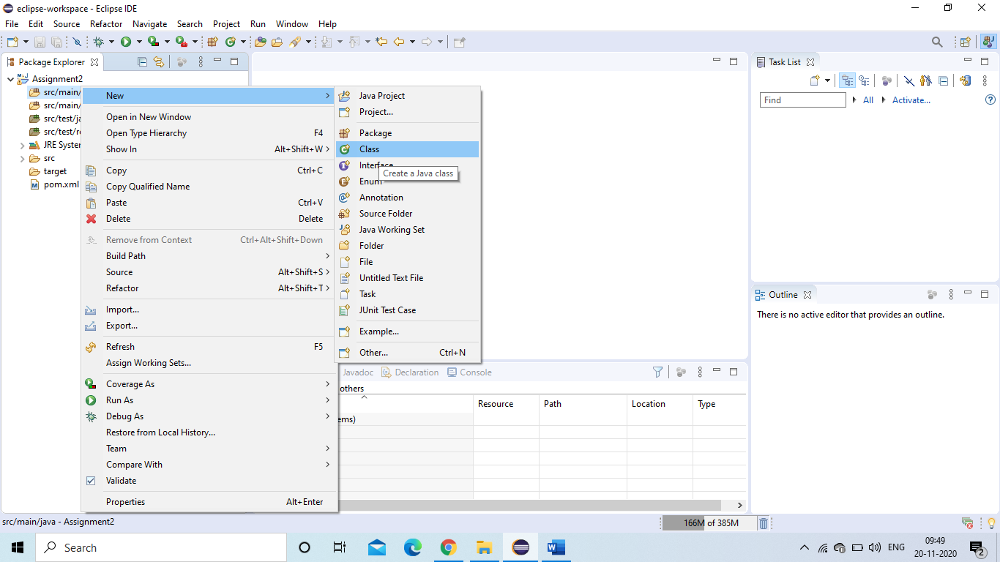 eclipse-workspace - Eclipse IDE
File Edit Source Refactor Navigate Search Project Run Window Help
Package Explorer
Assignment2
src/main/
src/main/
src/test/ja
src/test/re
JRE System
src
target
pom.xml
New
Open in New Window
Open Type Hierarchy F4
Show In Alt+Shift+W
Copy Ctrl+C
Copy Qualified Name
Paste Ctrl+V
Delete Delete
Remove from Context Ctrl+Alt+Shift+Down
Build Path
Source Alt+Shift+S
Refactor Alt+Shift+T
Import...
Export...
Refresh F5
Assign Working Sets...
Coverage As
Run As
Debug As
Restore from Local History...
Team
Compare With
Validate
Properties Alt+Enter
Java Project
Project...
Package
Class
Interface
Create a Java class
Enum
Annotation
Source Folder
Java Working Set
Folder
File
Untitled Text File
Task
JUnit Test Case
Example...
Other... Ctrl+N
Javadoc Declaration Console
others
Resource Path Location Type
ems)
Task List
Find All Activate...
Outline
There is no active editor that provides an outline.
src/main/java - Assignment2
166M of 385M
Search
ENG
09:49
20-11-2020
2